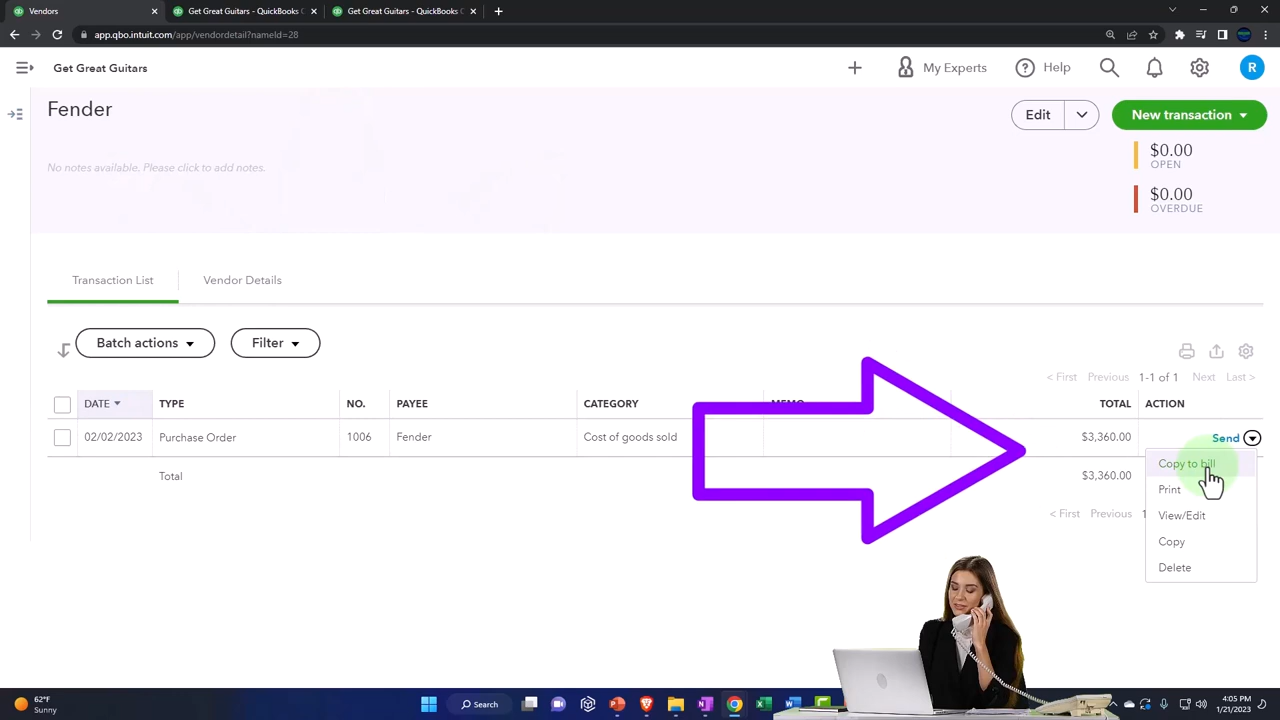 Vendors
Get Great Guitars - QuickBooks C
Get Great Guitars - QuickBooks C
app.qbo.intuit.com/app/vendordetail?nameId=28
Get Great Guitars
My Experts
Help
R
Fender
Edit
New transaction
No notes available. Please click to add notes.
$0.00
OPEN
$0.00
OVERDUE
Transaction List
Vendor Details
Batch actions
Filter
< First Previous 1-1 of 1 Next Last >
DATE TYPE NO. PAYEE CATEGORY MEMO TOTAL ACTION
02/02/2023 Purchase Order 1006 Fender Cost of goods sold $3,360.00 Send
Total $3,360.00
Copy to bill
Print
View/Edit
Copy
Delete
< First Previous 1
62°F
Sunny
Search
4:05 PM
1/21/2023